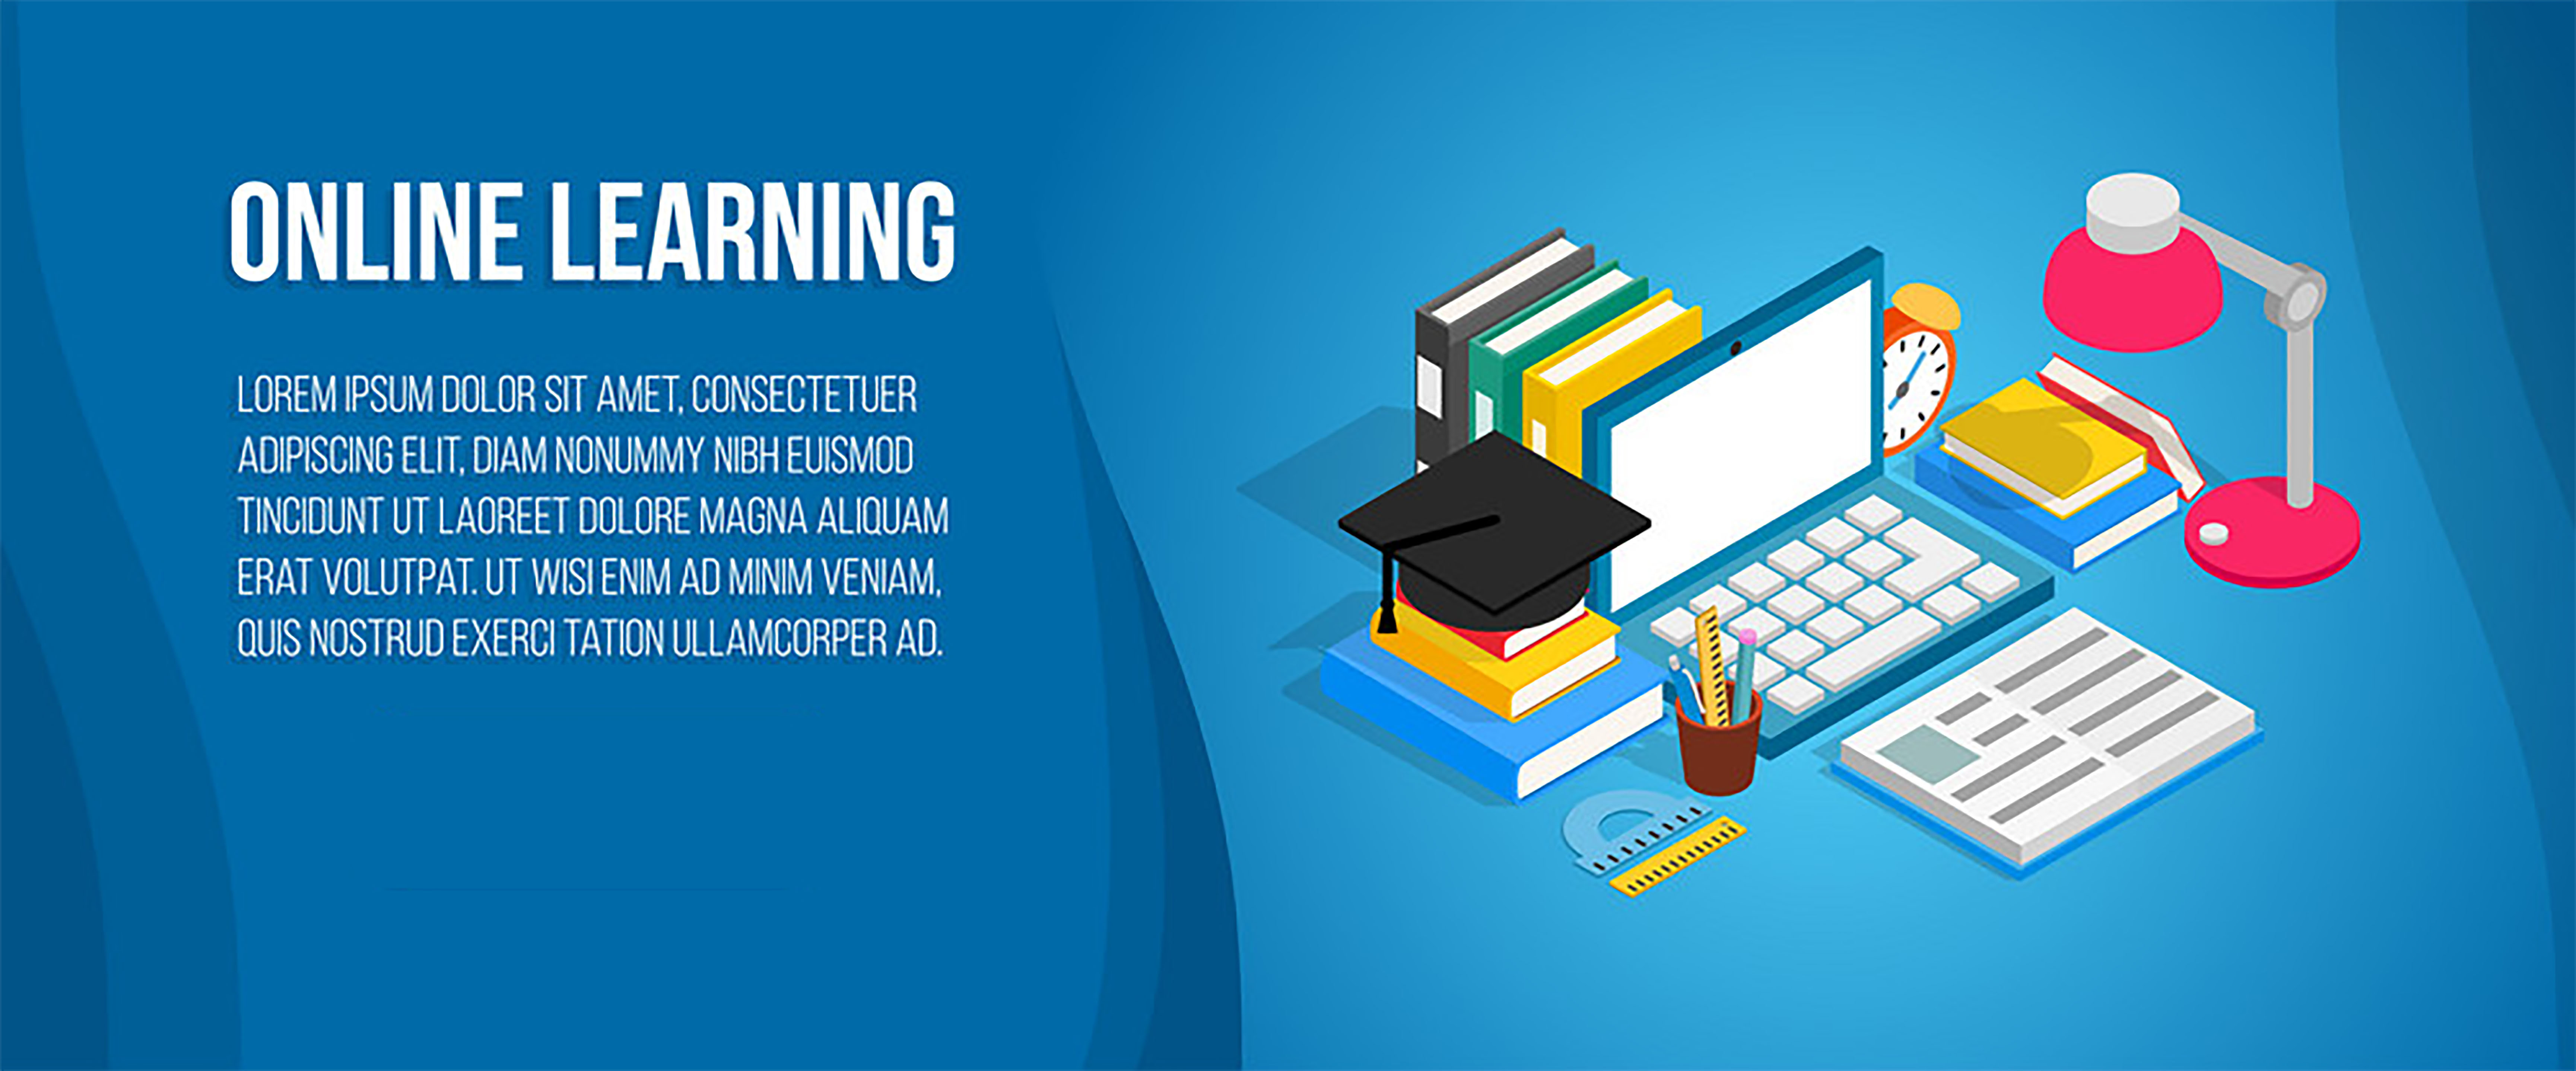 ONLINE LEARNING
LOREM IPSUM DOLOR SIT AMET, CONSECTETUER
ADIPISCING ELIT, DIAM NONUMMY NIBH EUISMOD
TINCIDUNT UT LAOREET DOLORE MAGNA ALIQUAM
ERAT VOLUTPAT. UT WISI ENIM AD MINIM VENIAM,
QUIS NOSTRUD EXERCI TATION ULLAMCORPER AD.